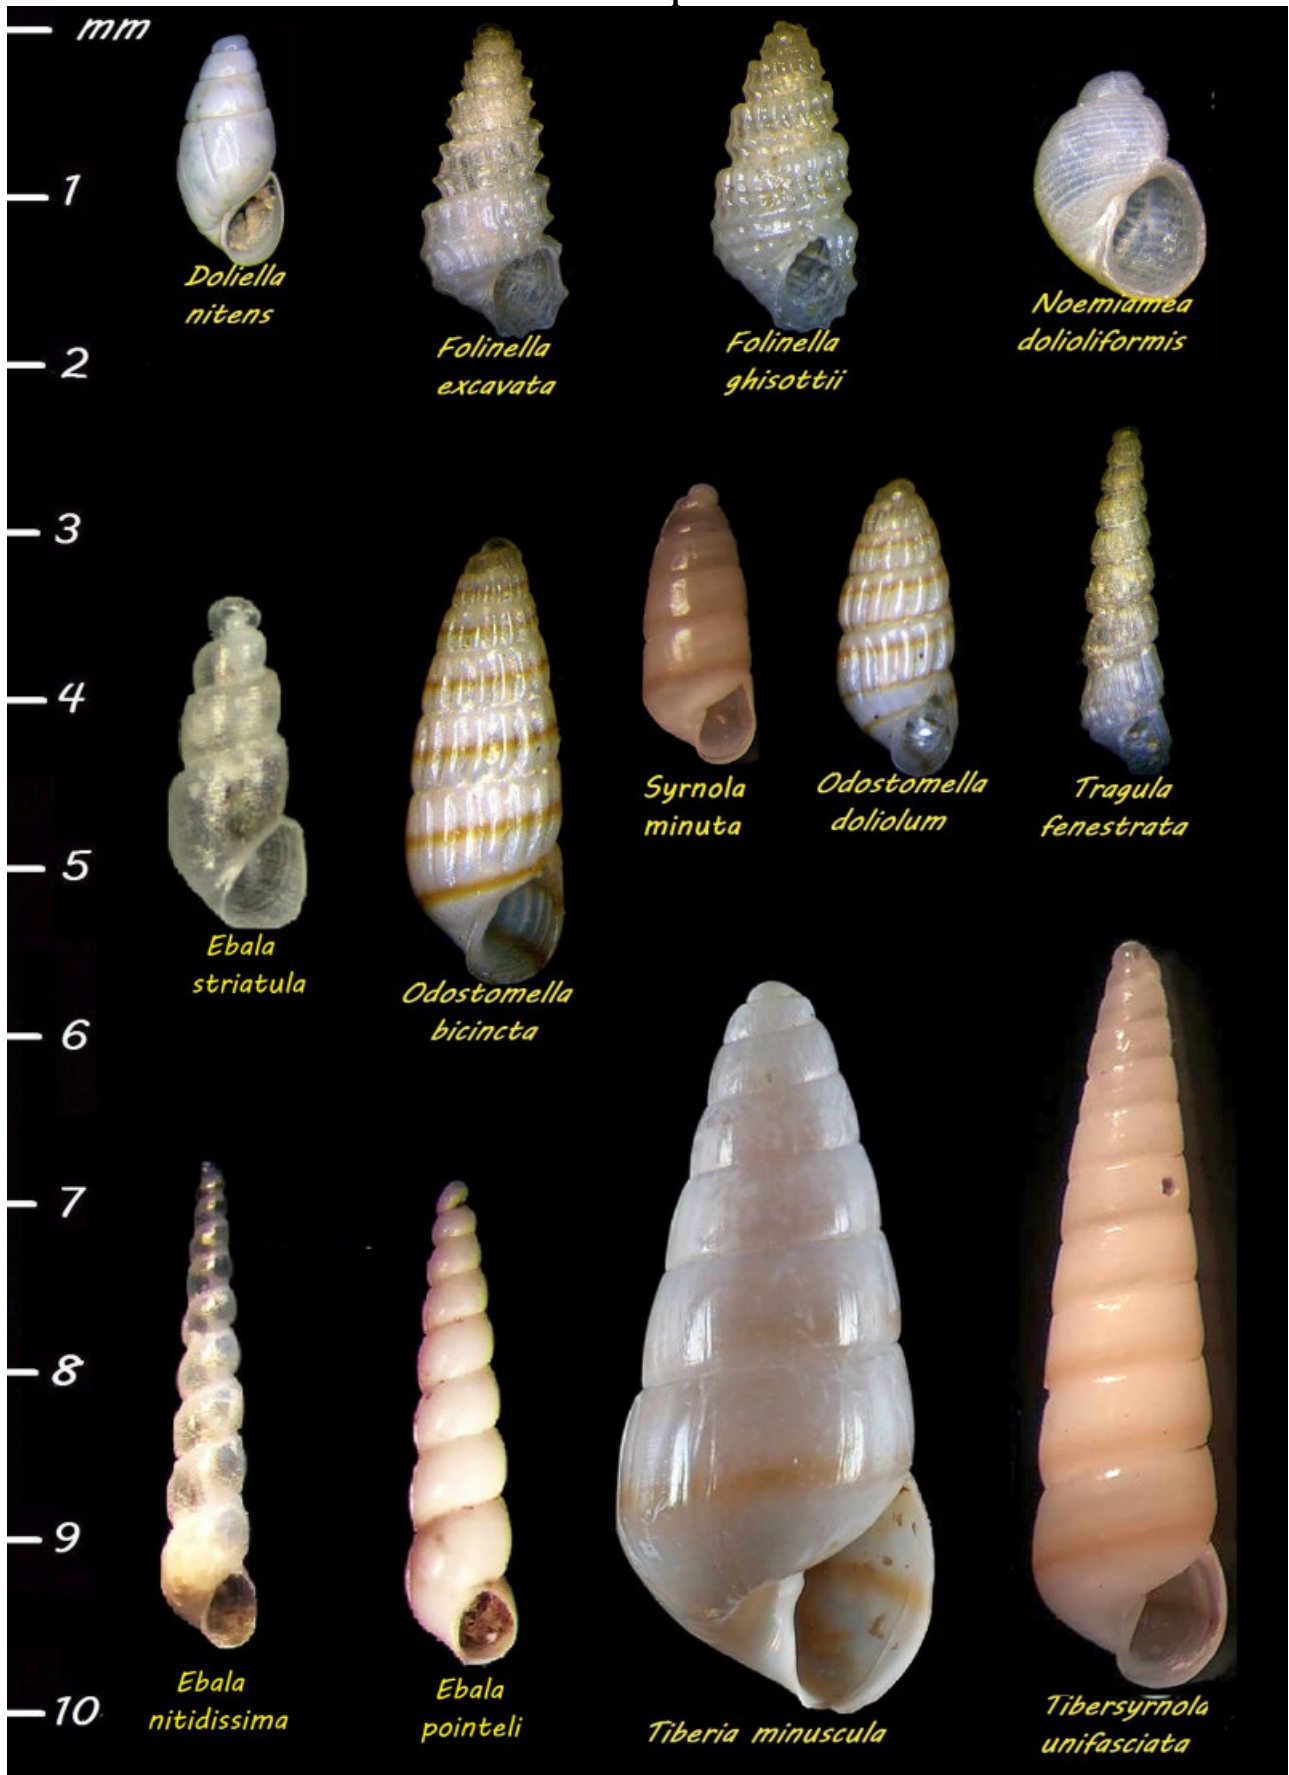 mm
Doliella
nitens
Folinella
excavata
Folinella
ghisottii
Noemiamea
dolioliformis
1
2
3
4
5
6
7
8
9
10
Syrnola
minuta
Odostomella
doliolum
Tragula
fenestrata
Ebala
striatula
Odostomella
bicincta
Ebala
nitidissima
Ebala
pointeli
Tiberia minuscula
Tibersyrnola
unifasciata